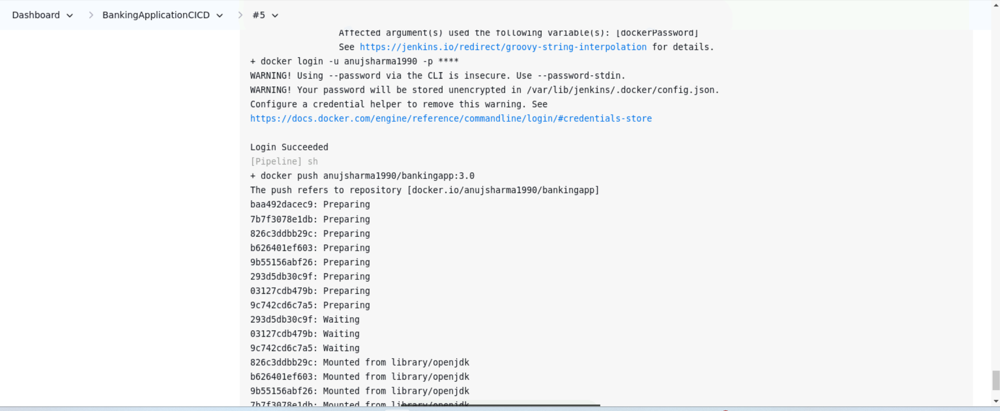 Dashboard BankingApplicationCICD #5
Affected argument(s) used the following variable(s): [dockerPassword]
See https://jenkins.io/redirect/groovy-string-interpolation for details.
+ docker login -u anujsharma1990 -p ****
WARNING! Using --password via the CLI is insecure. Use --password-stdin.
WARNING! Your password will be stored unencrypted in /var/lib/jenkins/.docker/config.json.
Configure a credential helper to remove this warning. See
https://docs.docker.com/engine/reference/commandline/login/#credentials-store
Login Succeeded
[Pipeline] sh
+ docker push anujsharma1990/bankingapp:3.0
The push refers to repository [docker.io/anujsharma1990/bankingapp]
baa492dacec9: Preparing
7b7f3078e1db: Preparing
826c3ddbb29c: Preparing
b626401ef603: Preparing
9b55156abf26: Preparing
293d5db30c9f: Preparing
03127cdb479b: Preparing
9c742cd6c7a5: Preparing
293d5db30c9f: Waiting
03127cdb479b: Waiting
9c742cd6c7a5: Waiting
826c3ddbb29c: Mounted from library/openjdk
b626401ef603: Mounted from library/openjdk
9b55156abf26: Mounted from library/openjdk
7b7f3078e1db: Mounted from library/openjdk